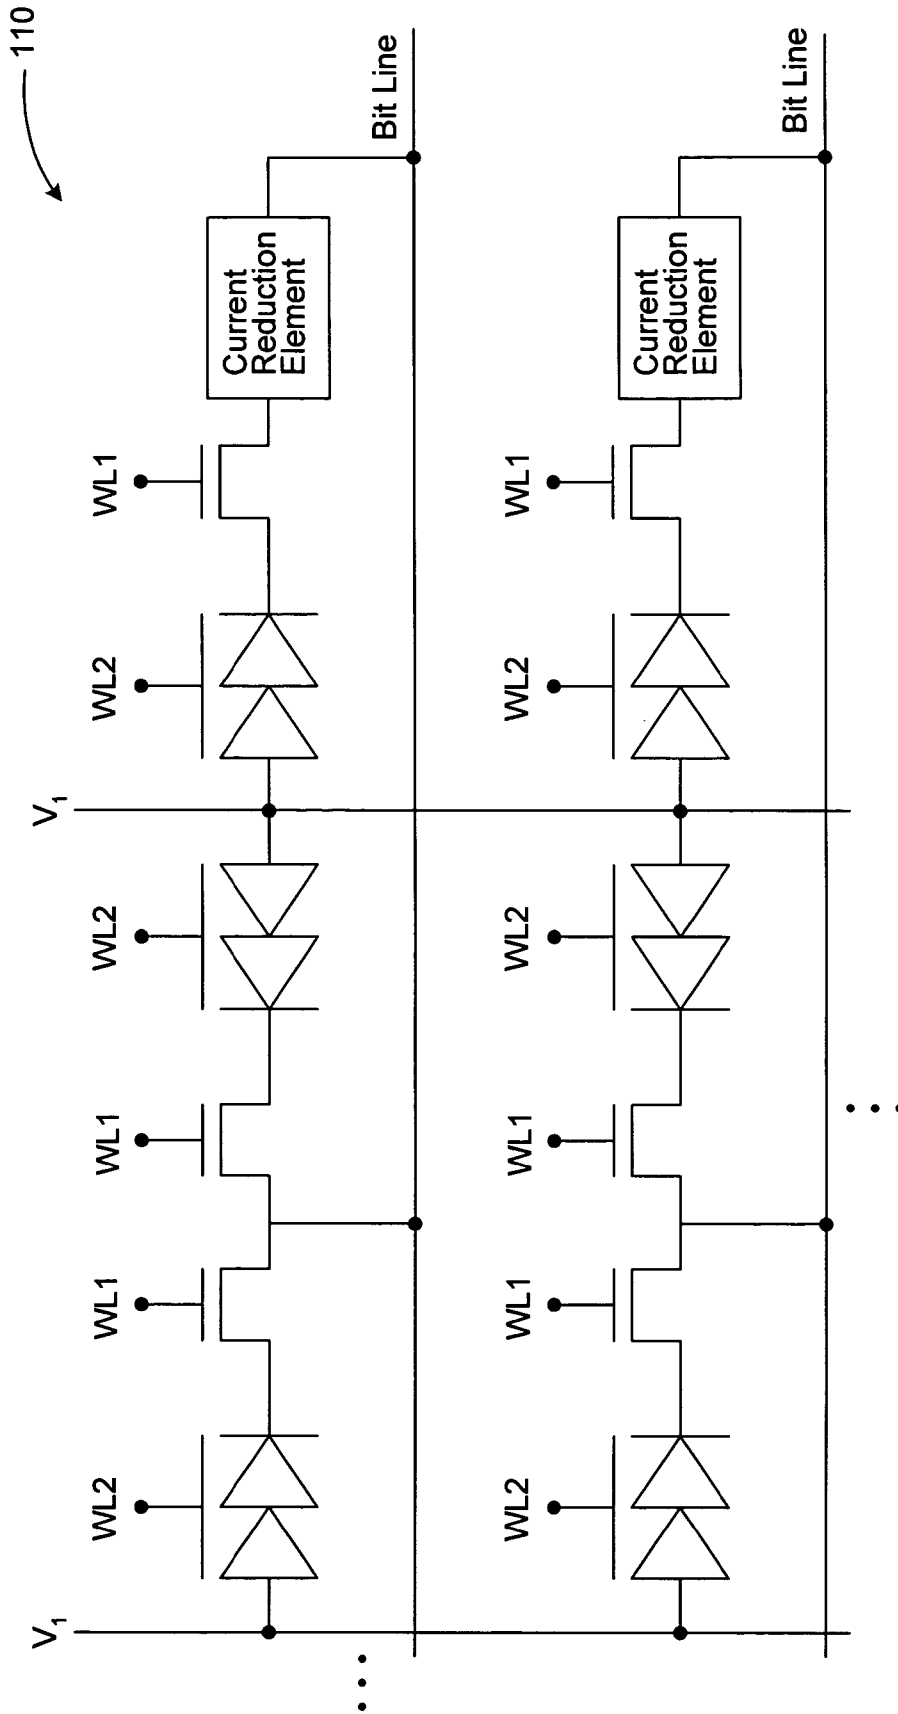 110
V1
V1
WL2
WL1
WL1
WL2
WL2
WL1
Current
Reduction
Element
Bit Line
WL2
WL1
WL1
WL2
WL2
WL1
Current
Reduction
Element
Bit Line